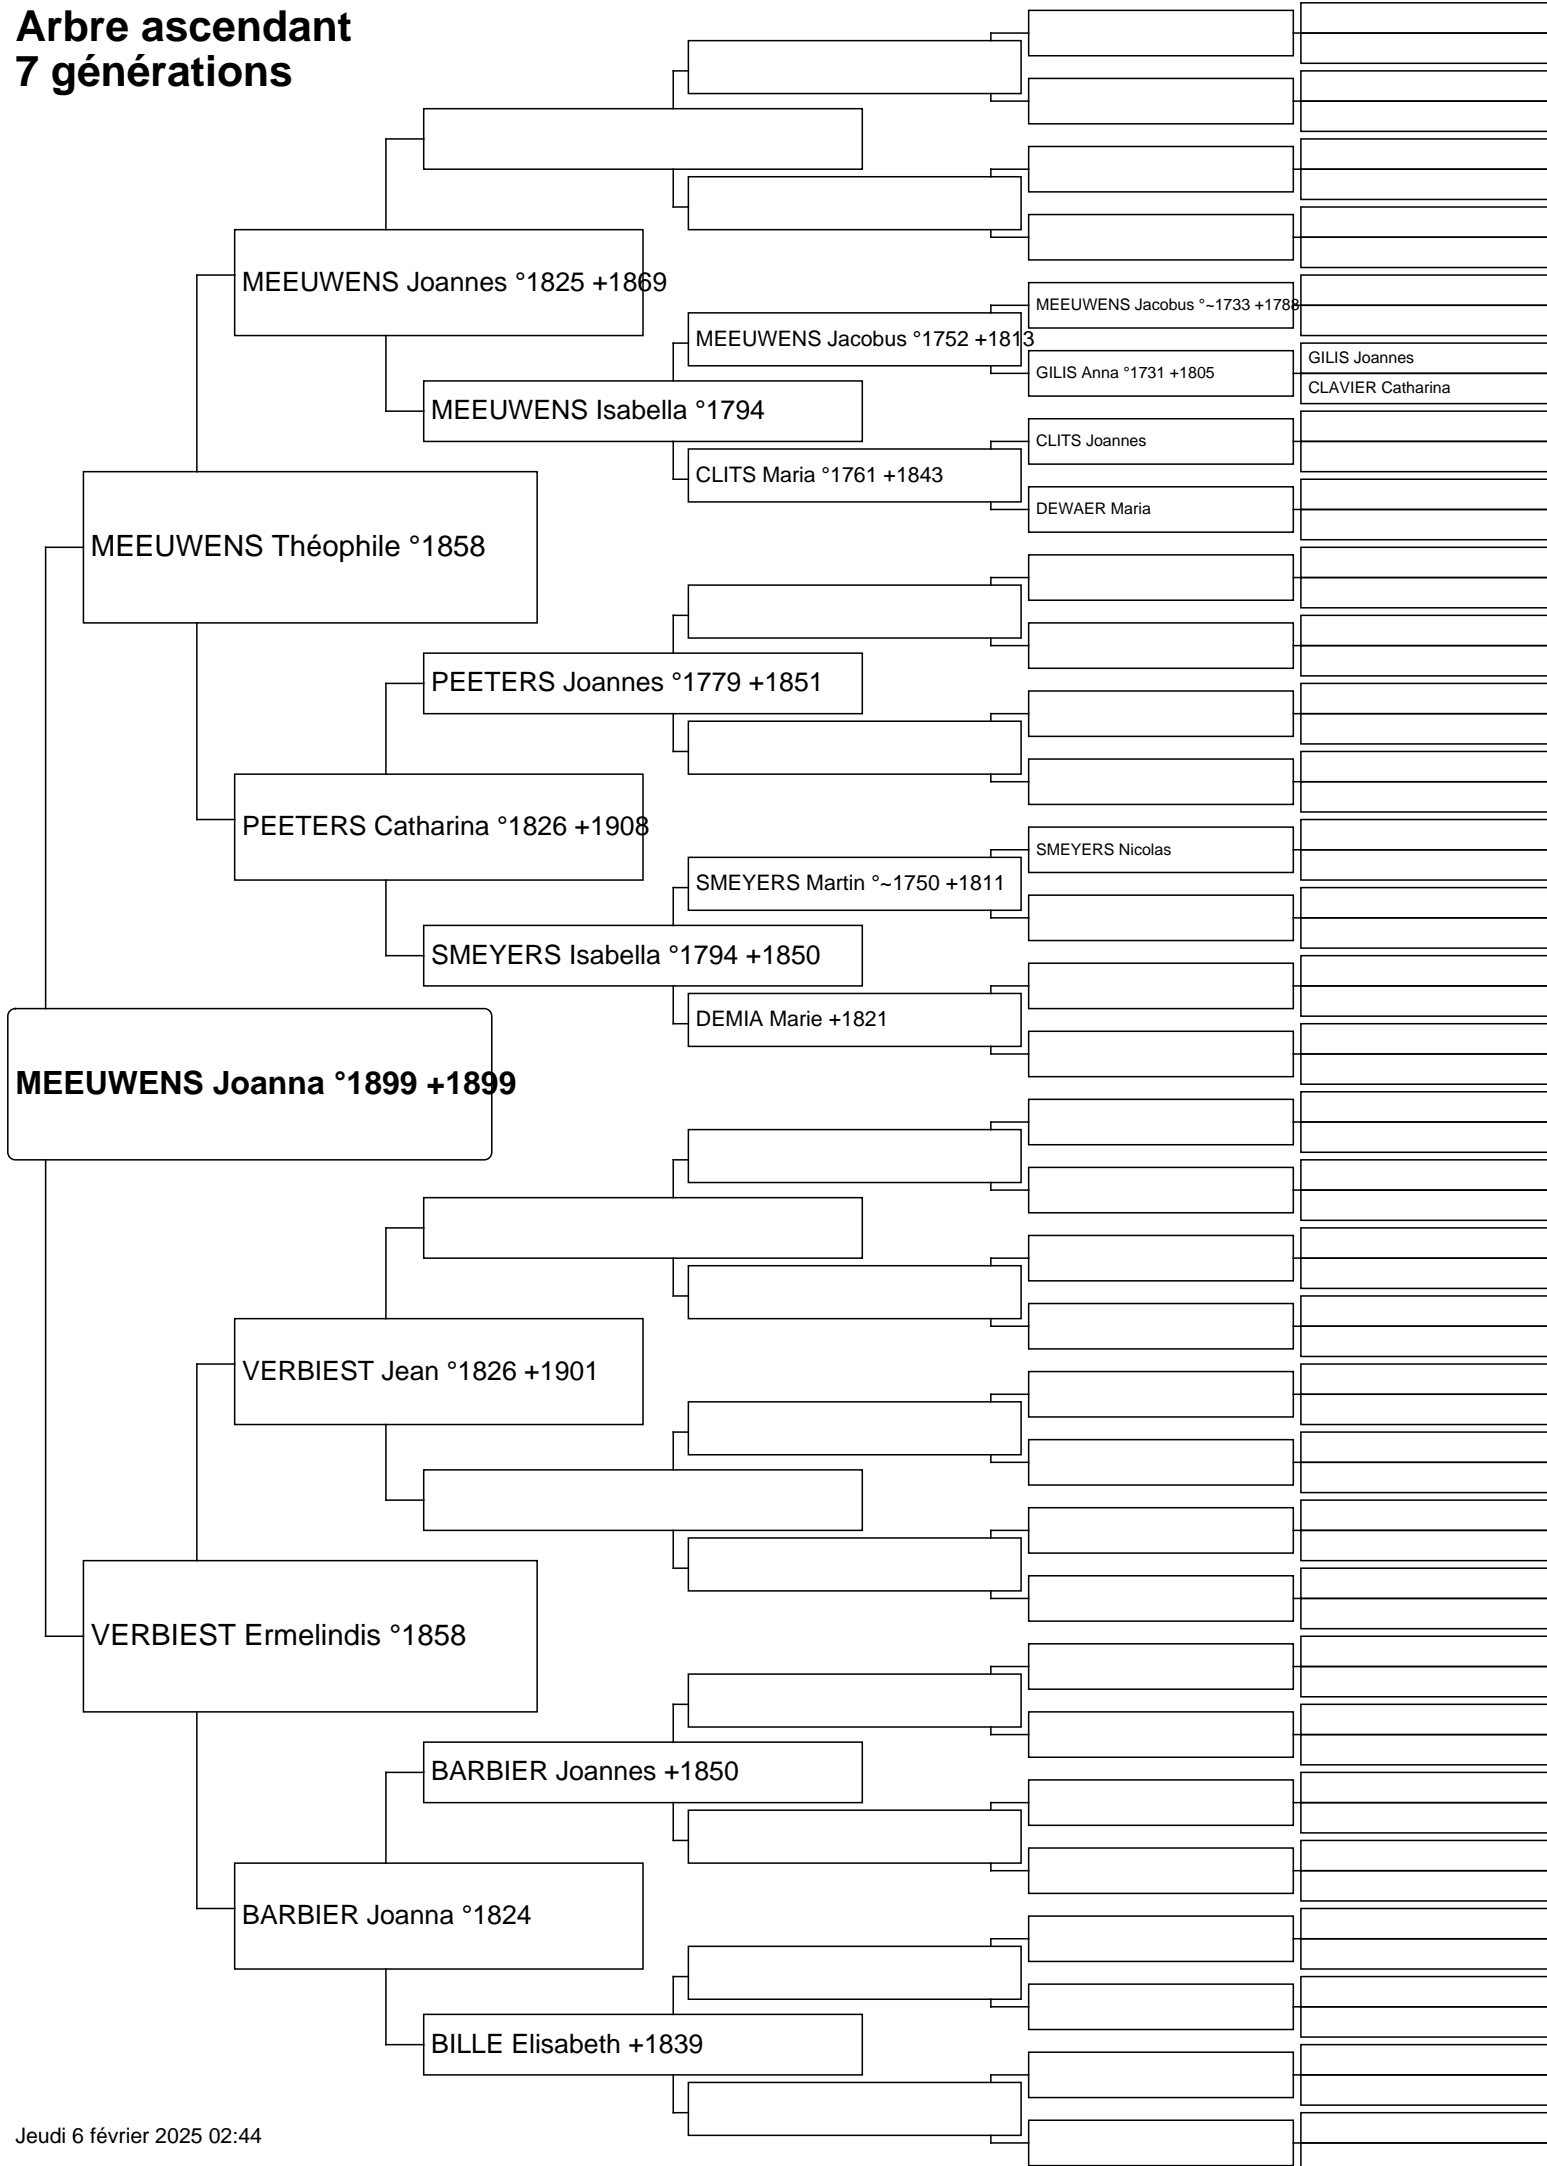 Arbre ascendant
7 générations
MEEUWENS Joannes °1825 +1869
MEEUWENS Jacobus °~1733 +1788
MEEUWENS Jacobus °1752 +1813
GILIS Joannes
GILIS Anna °1731 +1805
CLAVIER Catharina
MEEUWENS Isabella °1794
CLITS Joannes
CLITS Maria °1761 +1843
DEWAER Maria
MEEUWENS Théophile °1858
PEETERS Joannes °1779 +1851
PEETERS Catharina °1826 +1908
SMEYERS Nicolas
SMEYERS Martin °~1750 +1811
SMEYERS Isabella °1794 +1850
DEMIA Marie +1821
MEEUWENS Joanna °1899 +1899
VERBIEST Jean °1826 +1901
VERBIEST Ermelindis °1858
BARBIER Joannes +1850
BARBIER Joanna °1824
BILLE Elisabeth +1839
Jeudi 6 février 2025 02:44